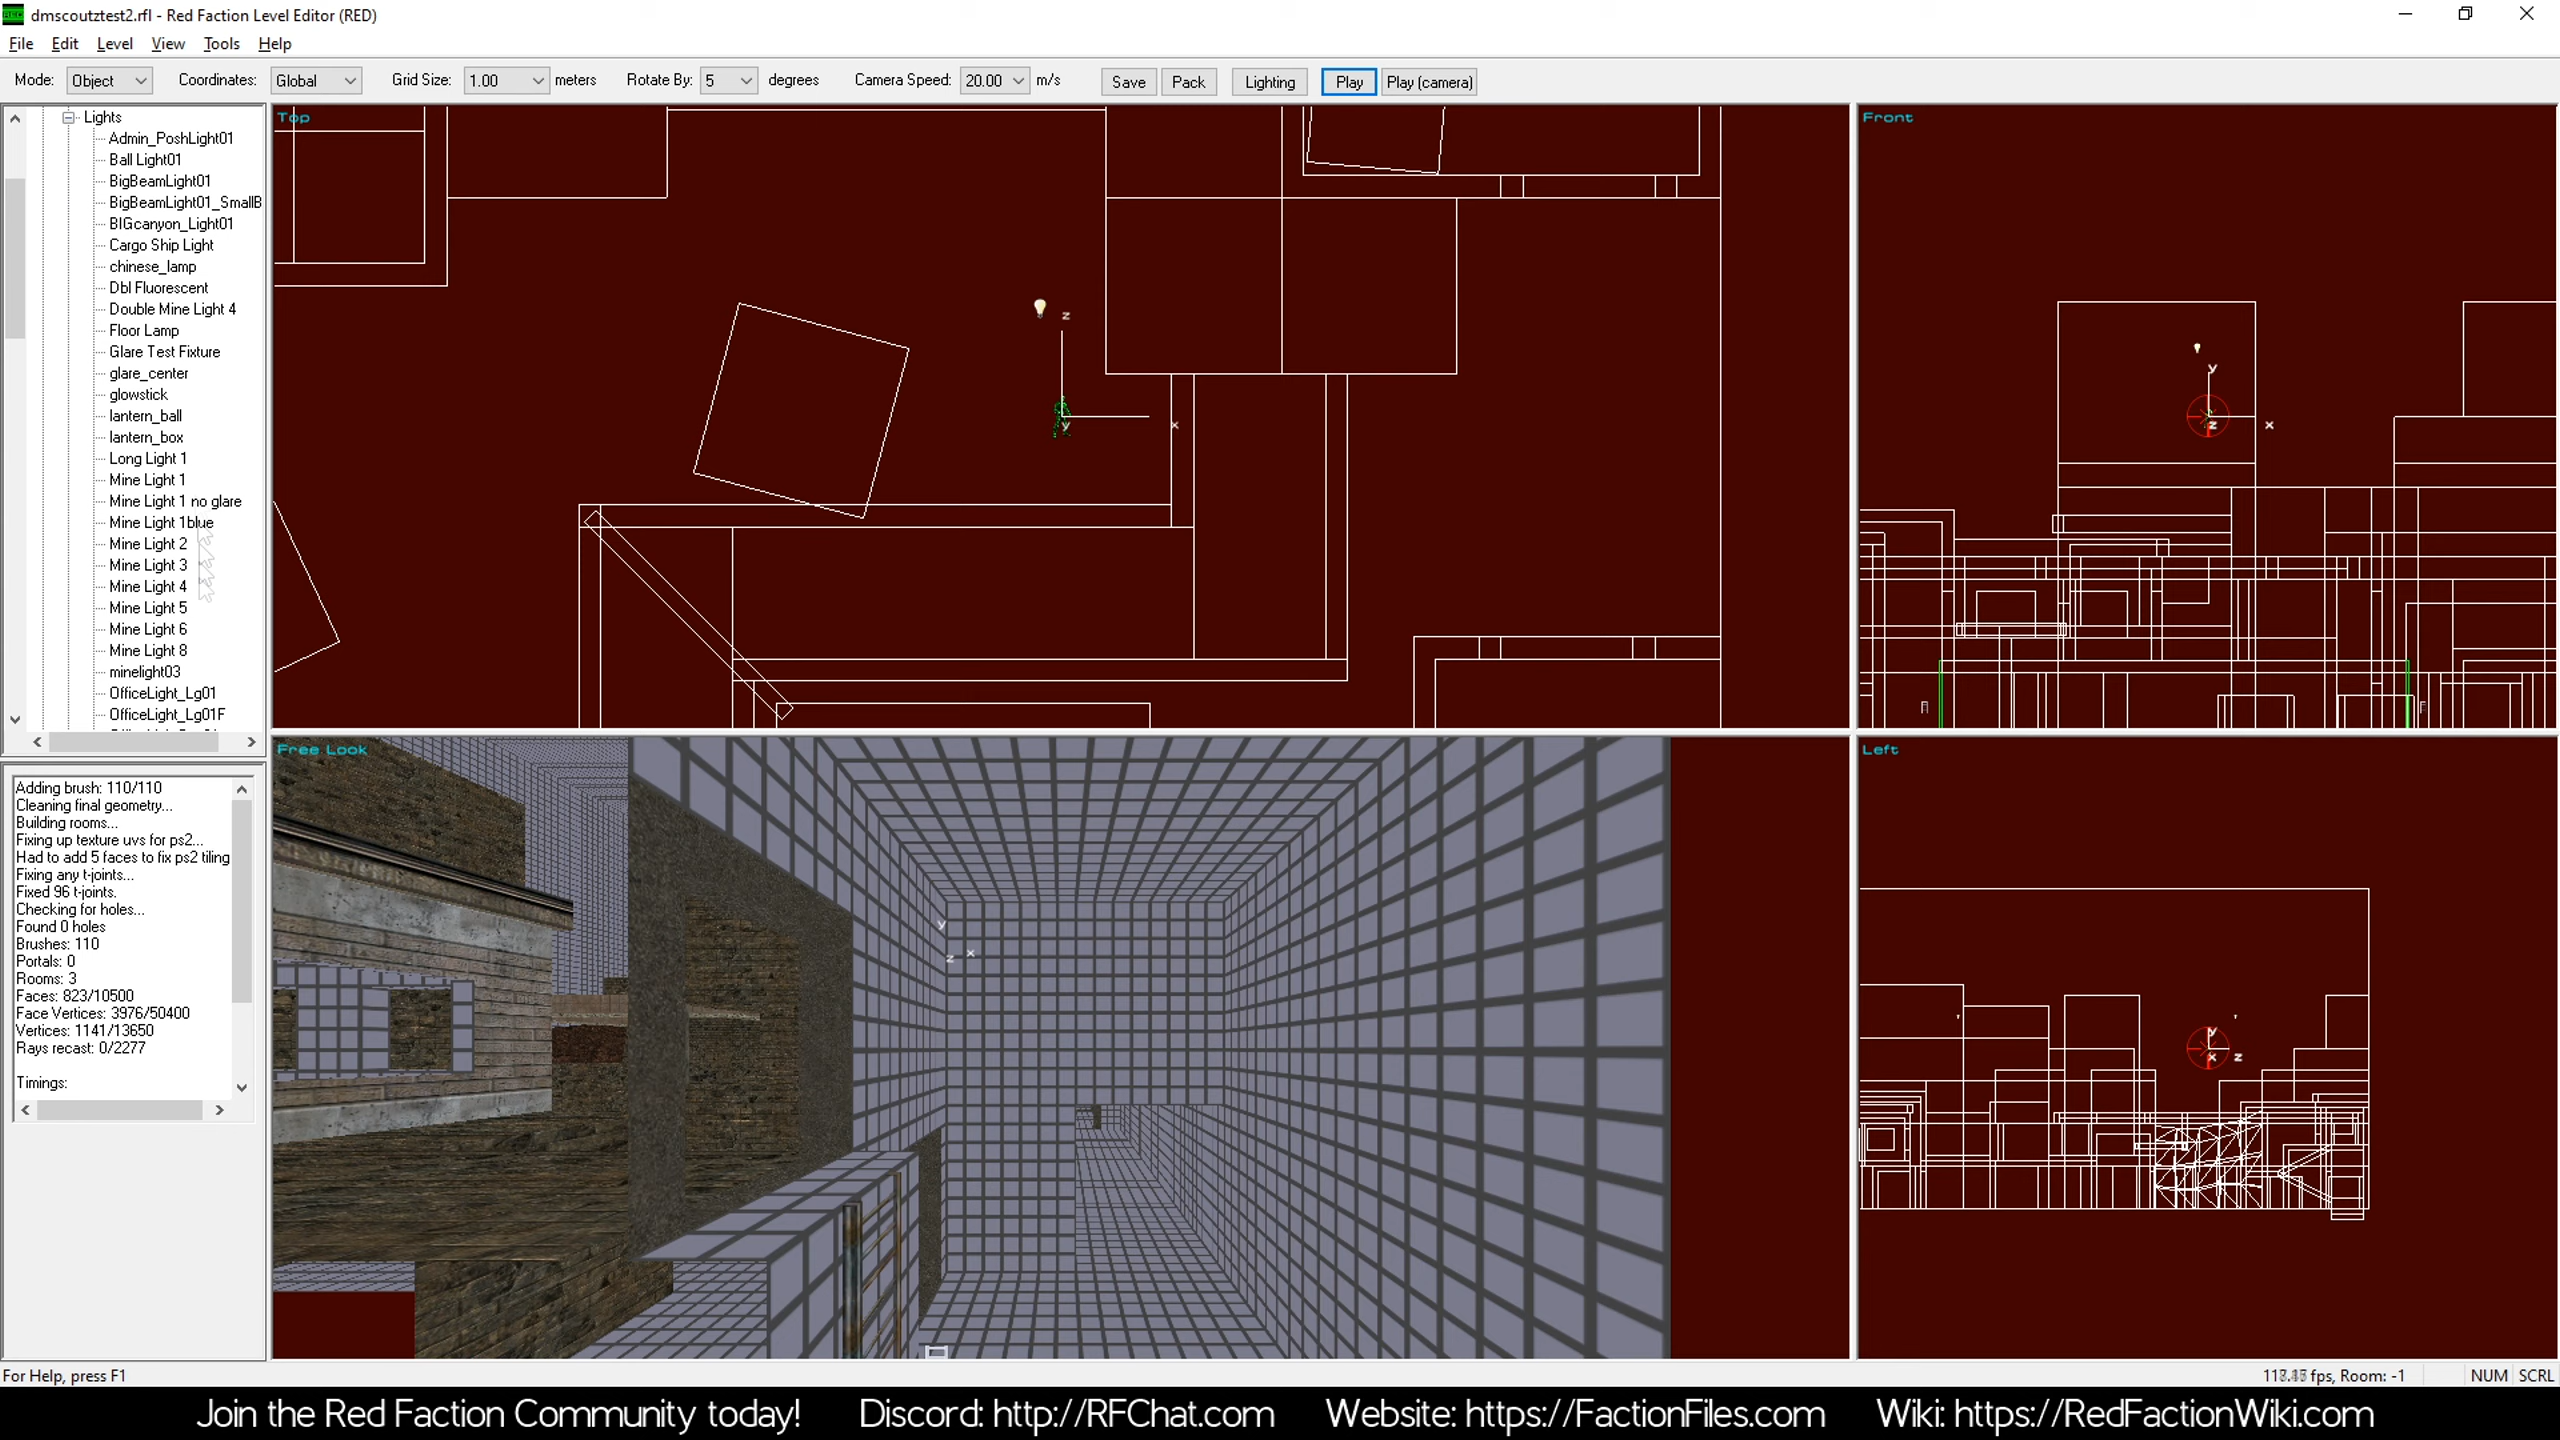 dmscoutztest2.rfl - Red Faction Level Editor (RED)
File Edit Level View Tools Help
Mode: Object Coordinates: Global Grid Size: 1.00 meters Rotate By: 5 degrees Camera Speed: 20.00 m/s Save Pack Lighting Play Play (camera)
Lights
Admin_PoshLight01
Ball Light01
BigBeamLight01
BigBeamLight01_SmallB
BIGcanyon_Light01
Cargo Ship Light
chinese_lamp
Dbl Fluorescent
Double Mine Light 4
Floor Lamp
Glare Test Fixture
glare_center
glowstick
lantern_ball
lantern_box
Long Light 1
Mine Light 1
Mine Light 1 no glare
Mine Light 1blue
Mine Light 2
Mine Light 3
Mine Light 4
Mine Light 5
Mine Light 6
Mine Light 8
minelight03
OfficeLight_Lg01
OfficeLight_Lg01F
Adding brush: 110/110
Cleaning final geometry...
Building rooms...
Fixing up texture uvs for ps2...
Had to add 5 faces to fix ps2 tiling
Fixing any t-joints...
Fixed 96 t-joints.
Checking for holes...
Found 0 holes
Brushes: 110
Portals: 0
Rooms: 3
Faces: 823/10500
Face Vertices: 3976/50400
Vertices: 1141/13650
Rays recast: 0/2277
Timings:
Top
z
y
x
Front
y
z
x
Free Look
y
z x
Left
y
x z
For Help, press F1
fps, Room: -1 NUM SCRL
Join the Red Faction Community today! Discord: http://RFChat.com Website: https://FactionFiles.com Wiki: https://RedFactionWiki.com